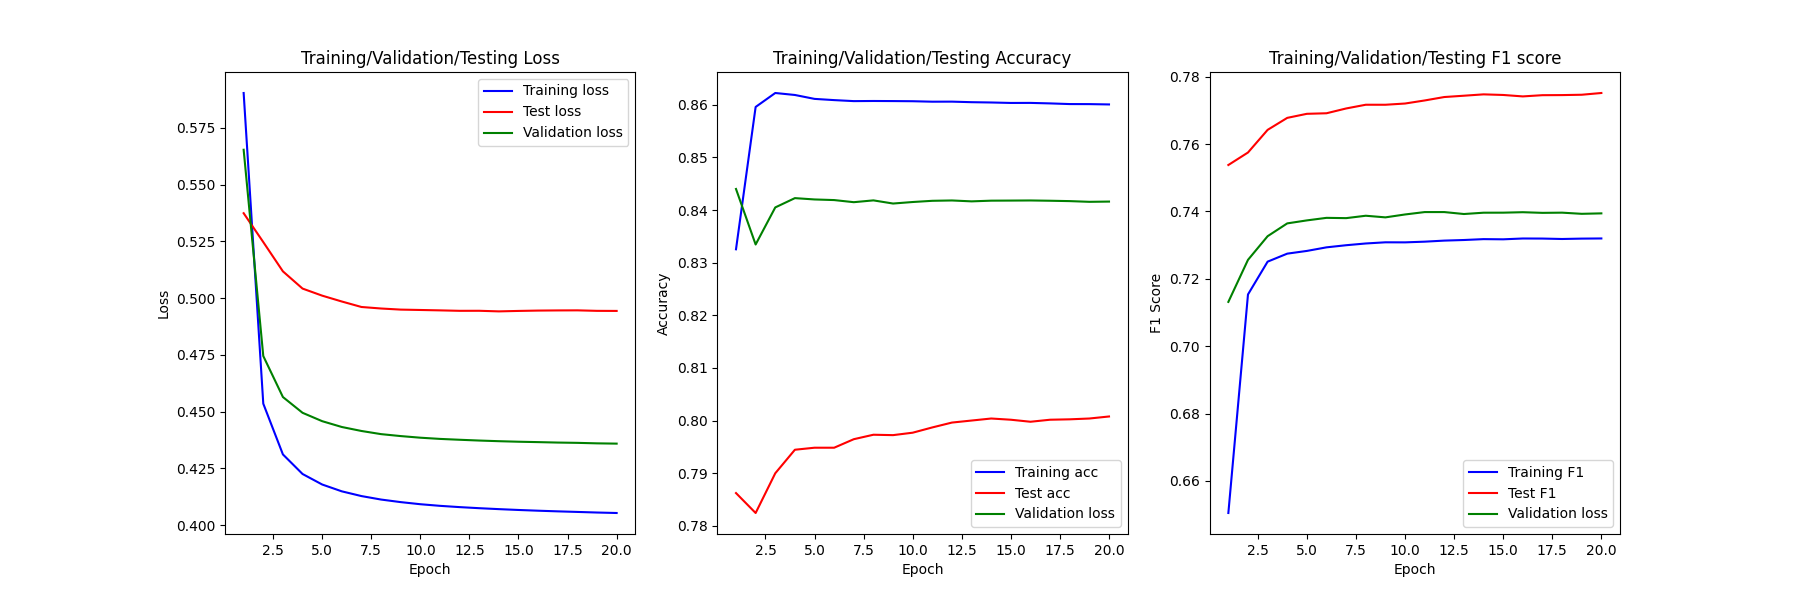 Training/Validation/Testing Loss
Training loss
Test loss
Validation loss
0.575
0.550
0.525
0.500
0.475
0.450
0.425
0.400
Loss
2.5 5.0 7.5 10.0 12.5 15.0 17.5 20.0
Epoch
Training/Validation/Testing Accuracy
0.86
0.85
0.84
0.83
0.82
0.81
0.80
0.79
0.78
Accuracy
Training acc
Test acc
Validation loss
2.5 5.0 7.5 10.0 12.5 15.0 17.5 20.0
Epoch
Training/Validation/Testing F1 score
0.78
0.76
0.74
0.72
0.70
0.68
0.66
F1 Score
Training F1
Test F1
Validation loss
2.5 5.0 7.5 10.0 12.5 15.0 17.5 20.0
Epoch